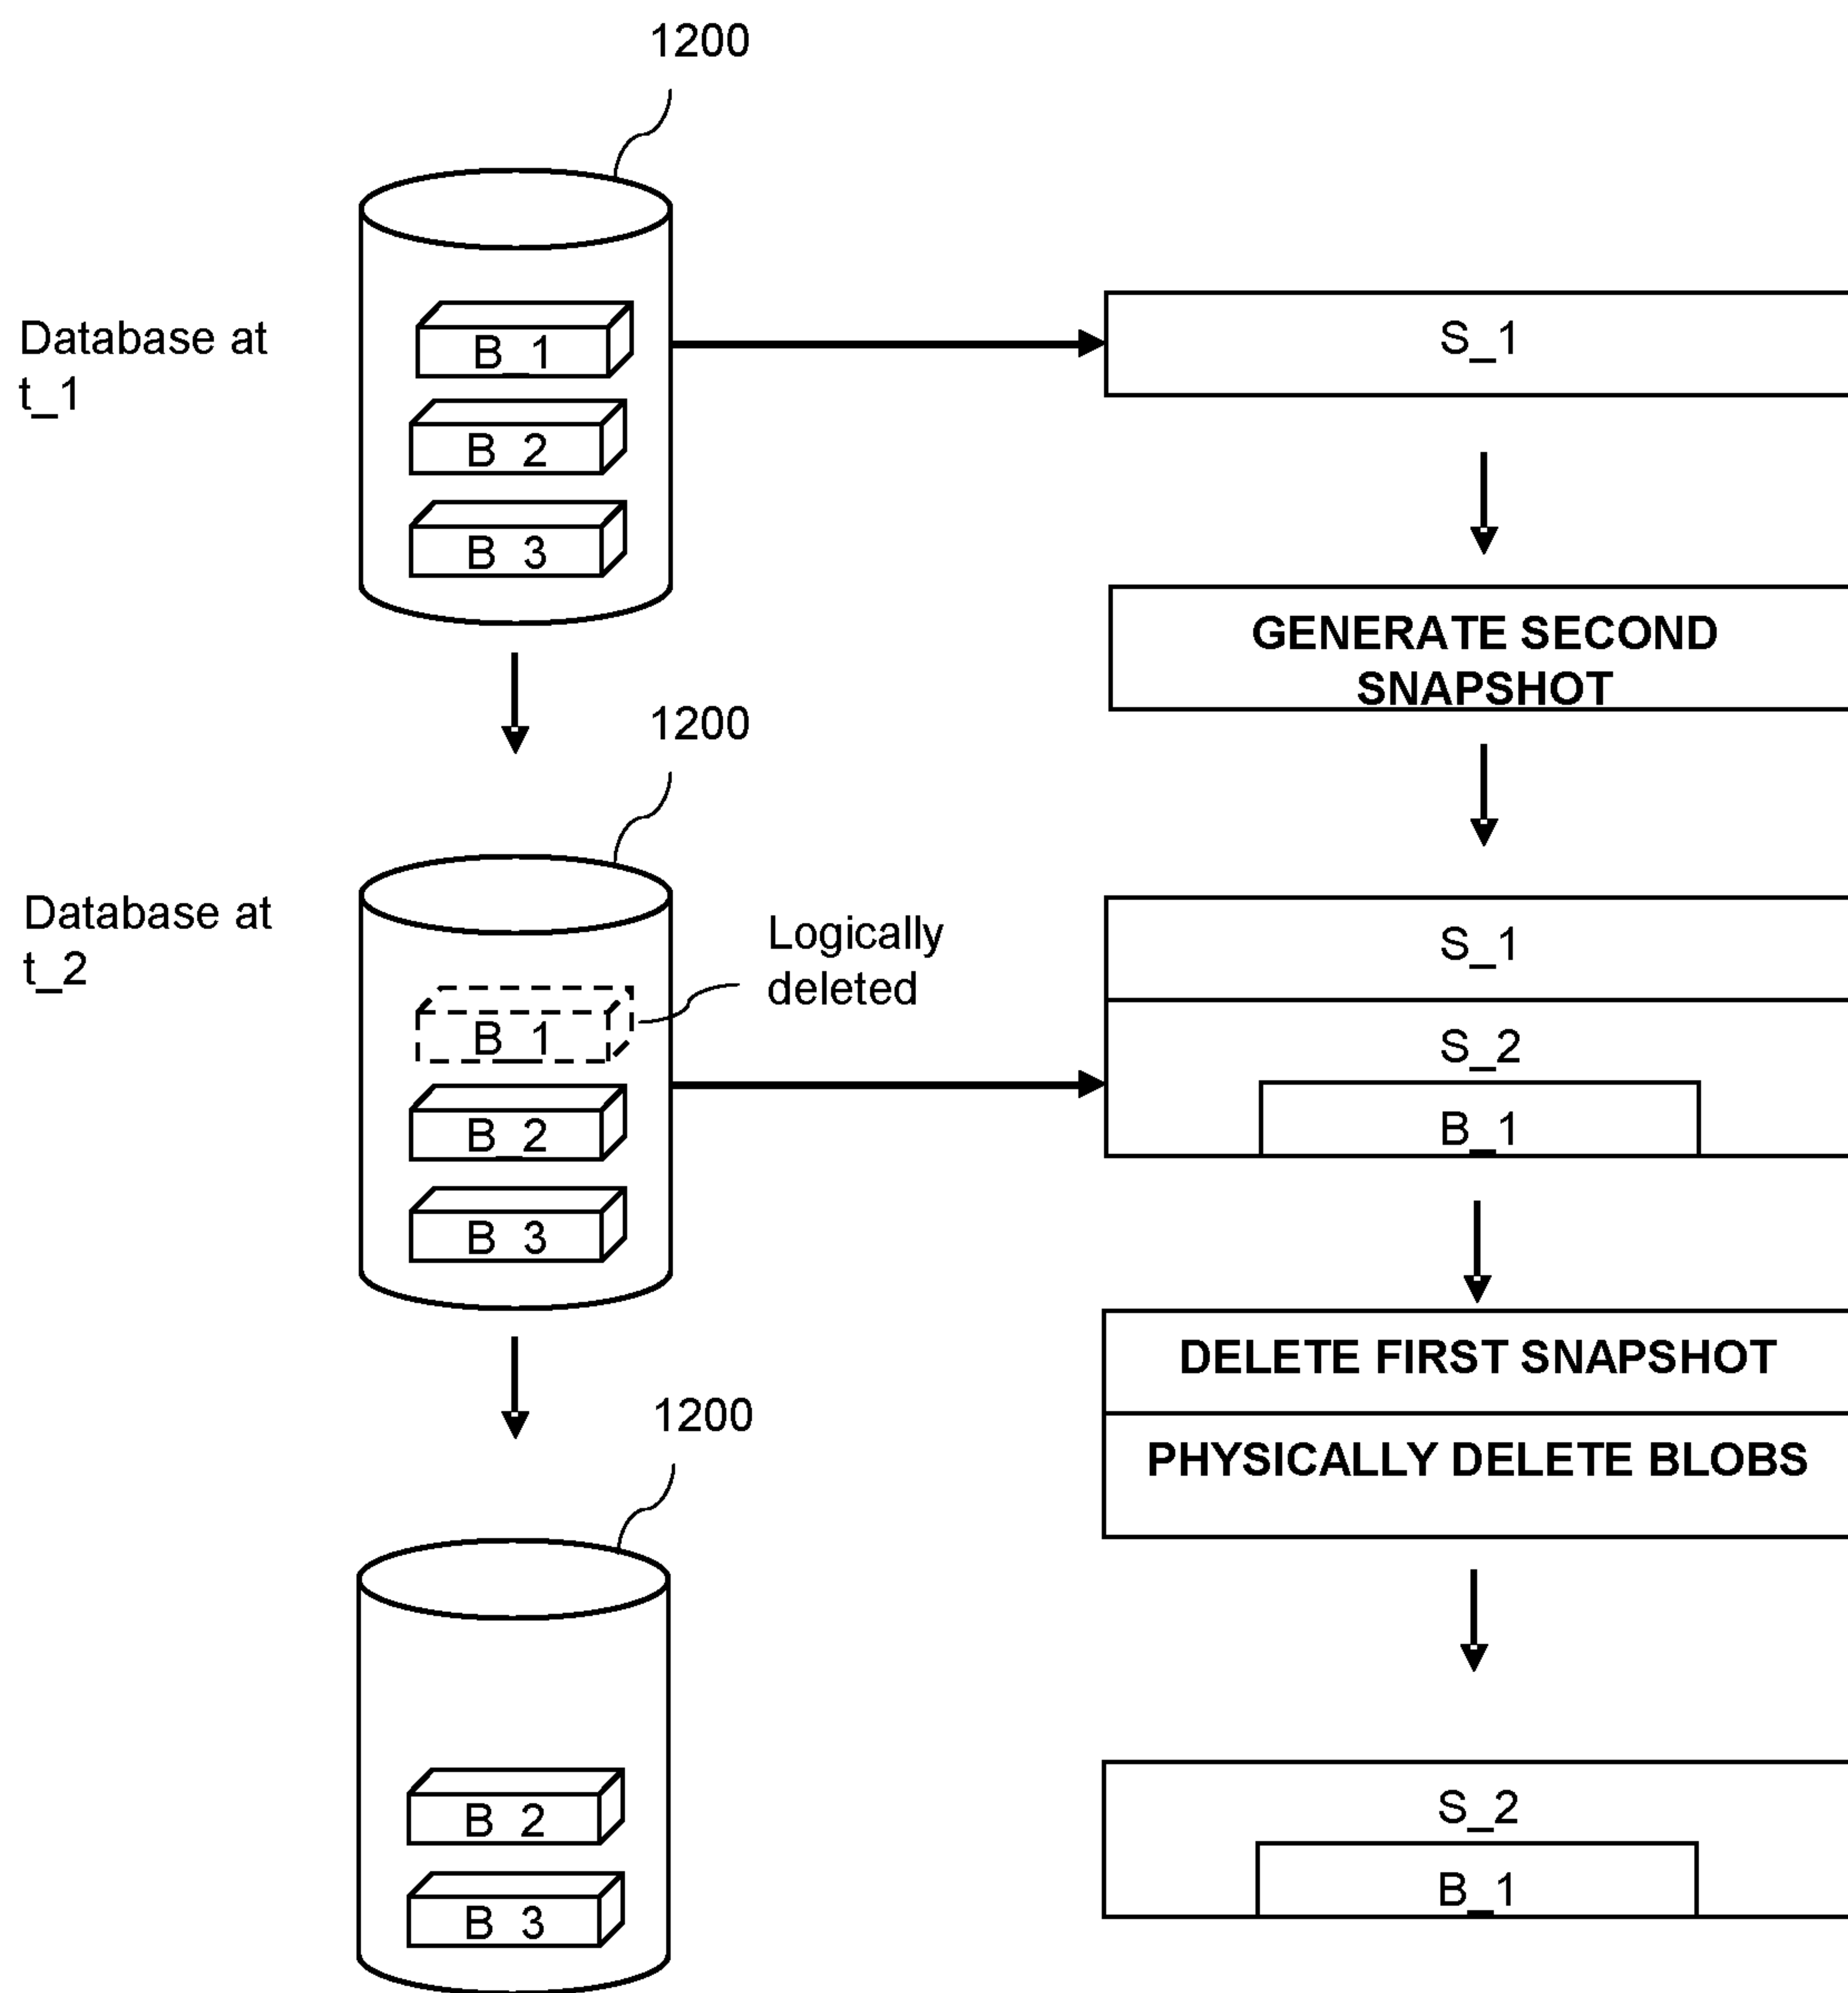 1200
Database at
t_1
B_1
B_2
B_3
S_1
GENERATE SECOND
SNAPSHOT
1200
Database at
t_2
Logically
deleted
B_1
B_2
B_3
S_1
S_2
B_1
DELETE FIRST SNAPSHOT
PHYSICALLY DELETE BLOBS
1200
B_2
B_3
S_2
B_1